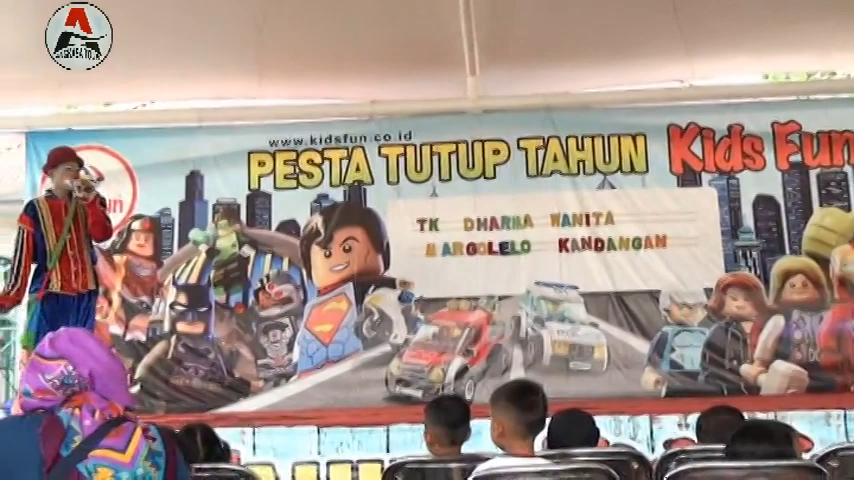 www.kidsfun.co.id
PESTA TUTUP TAHUN
Kids Fun
TK DHARMA WANITA
MARGOLELO KANDANGAN